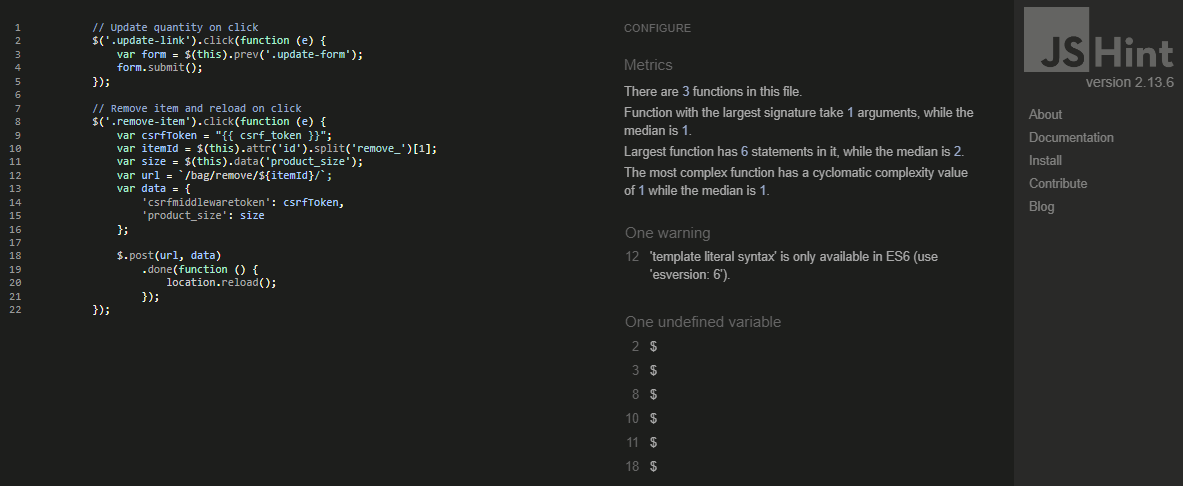 1 // Update quantity on click
2 $('.update-link').click(function (e) {
3 var form = $(this).prev('.update-form');
4 form.submit();
5 });
6
7 // Remove item and reload on click
8 $('.remove-item').click(function (e) {
9 var csrfToken = "{{ csrf_token }}";
10 var itemId = $(this).attr('id').split('remove_')[1];
11 var size = $(this).data('product_size');
12 var url = `/bag/remove/${itemId}/`;
13 var data = {
14 'csrfmiddlewaretoken': csrfToken,
15 'product_size': size
16 };
17
18 $.post(url, data)
19 .done(function () {
20 location.reload();
21 });
22 });
CONFIGURE
Metrics
There are 3 functions in this file.
Function with the largest signature take 1 arguments, while the
median is 1.
Largest function has 6 statements in it, while the median is 2.
The most complex function has a cyclomatic complexity value
of 1 while the median is 1.
One warning
12 'template literal syntax' is only available in ES6 (use
'esversion: 6').
One undefined variable
2 $
3 $
8 $
10 $
11 $
18 $
JSHint
version 2.13.6
About
Documentation
Install
Contribute
Blog